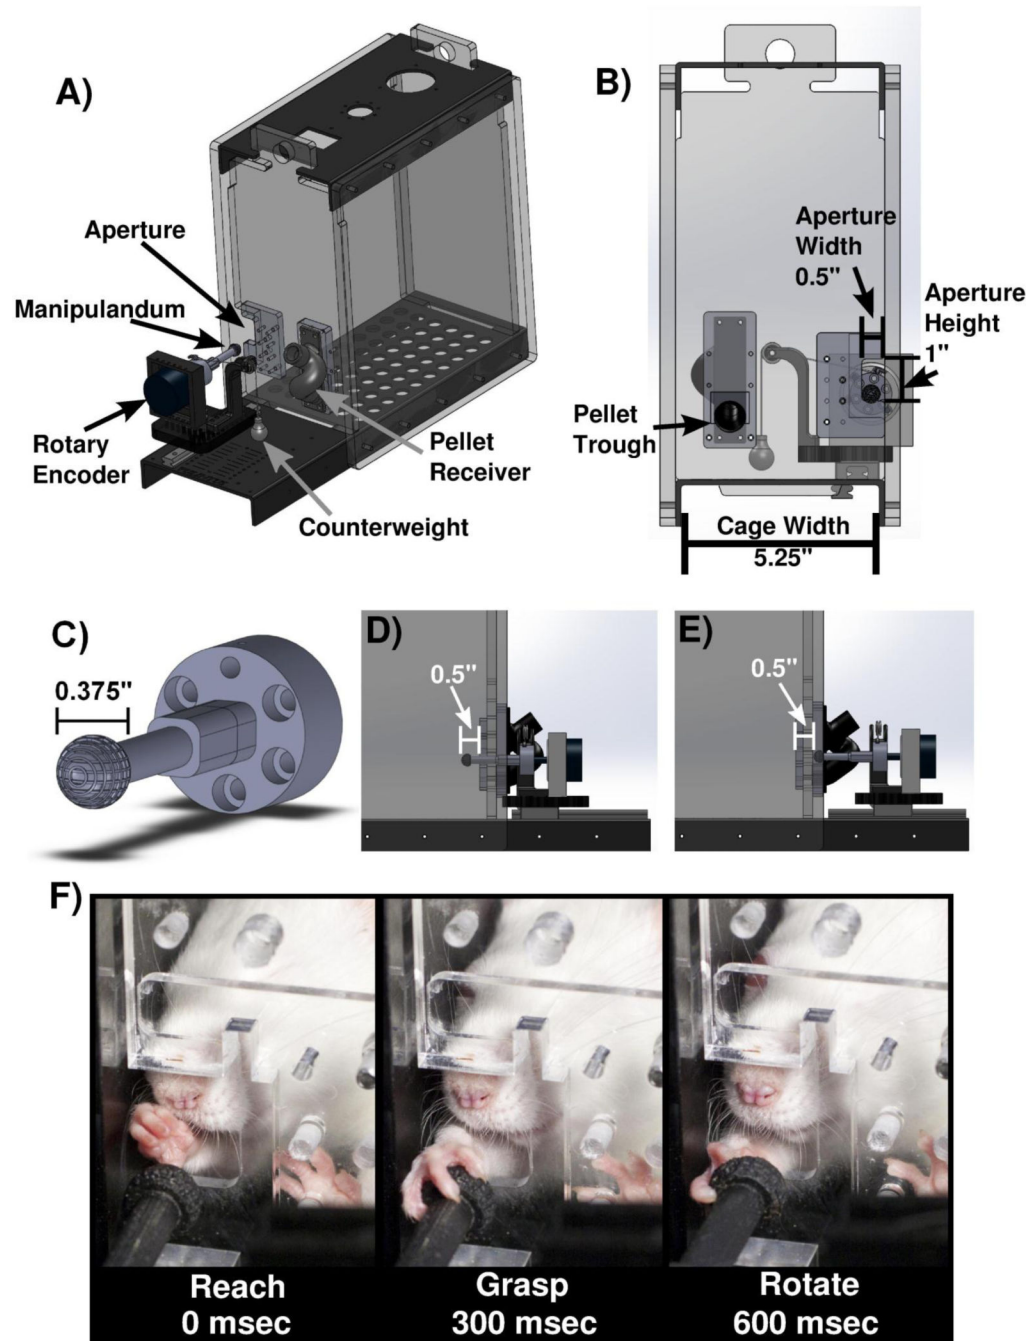 A)
Aperture
Manipulandum
Rotary
Encoder
Pellet
Receiver
Counterweight
B)
Aperture
Width
0.5"
Aperture
Height
1"
Pellet
Trough
Cage Width
5.25"
C)
0.375"
D)
0.5"
E)
0.5"
F)
Reach
0 msec
Grasp
300 msec
Rotate
600 msec